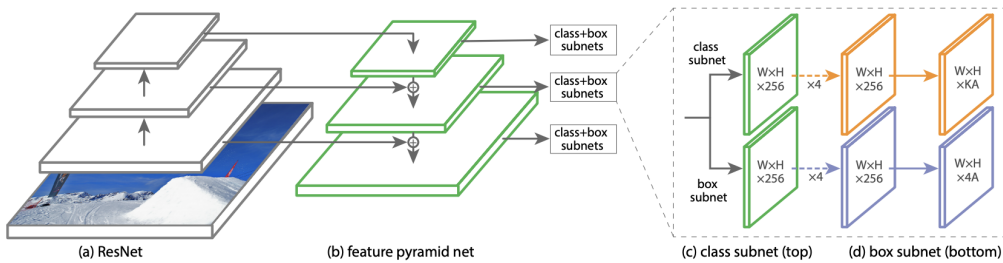 class+box
subnets
class+box
subnets
class+box
subnets
class
subnet
box
subnet
W×H
×256
×4
W×H
×256
W×H
×KA
W×H
×256
×4
W×H
×256
W×H
×4A
(a) ResNet
(b) feature pyramid net
(c) class subnet (top)
(d) box subnet (bottom)